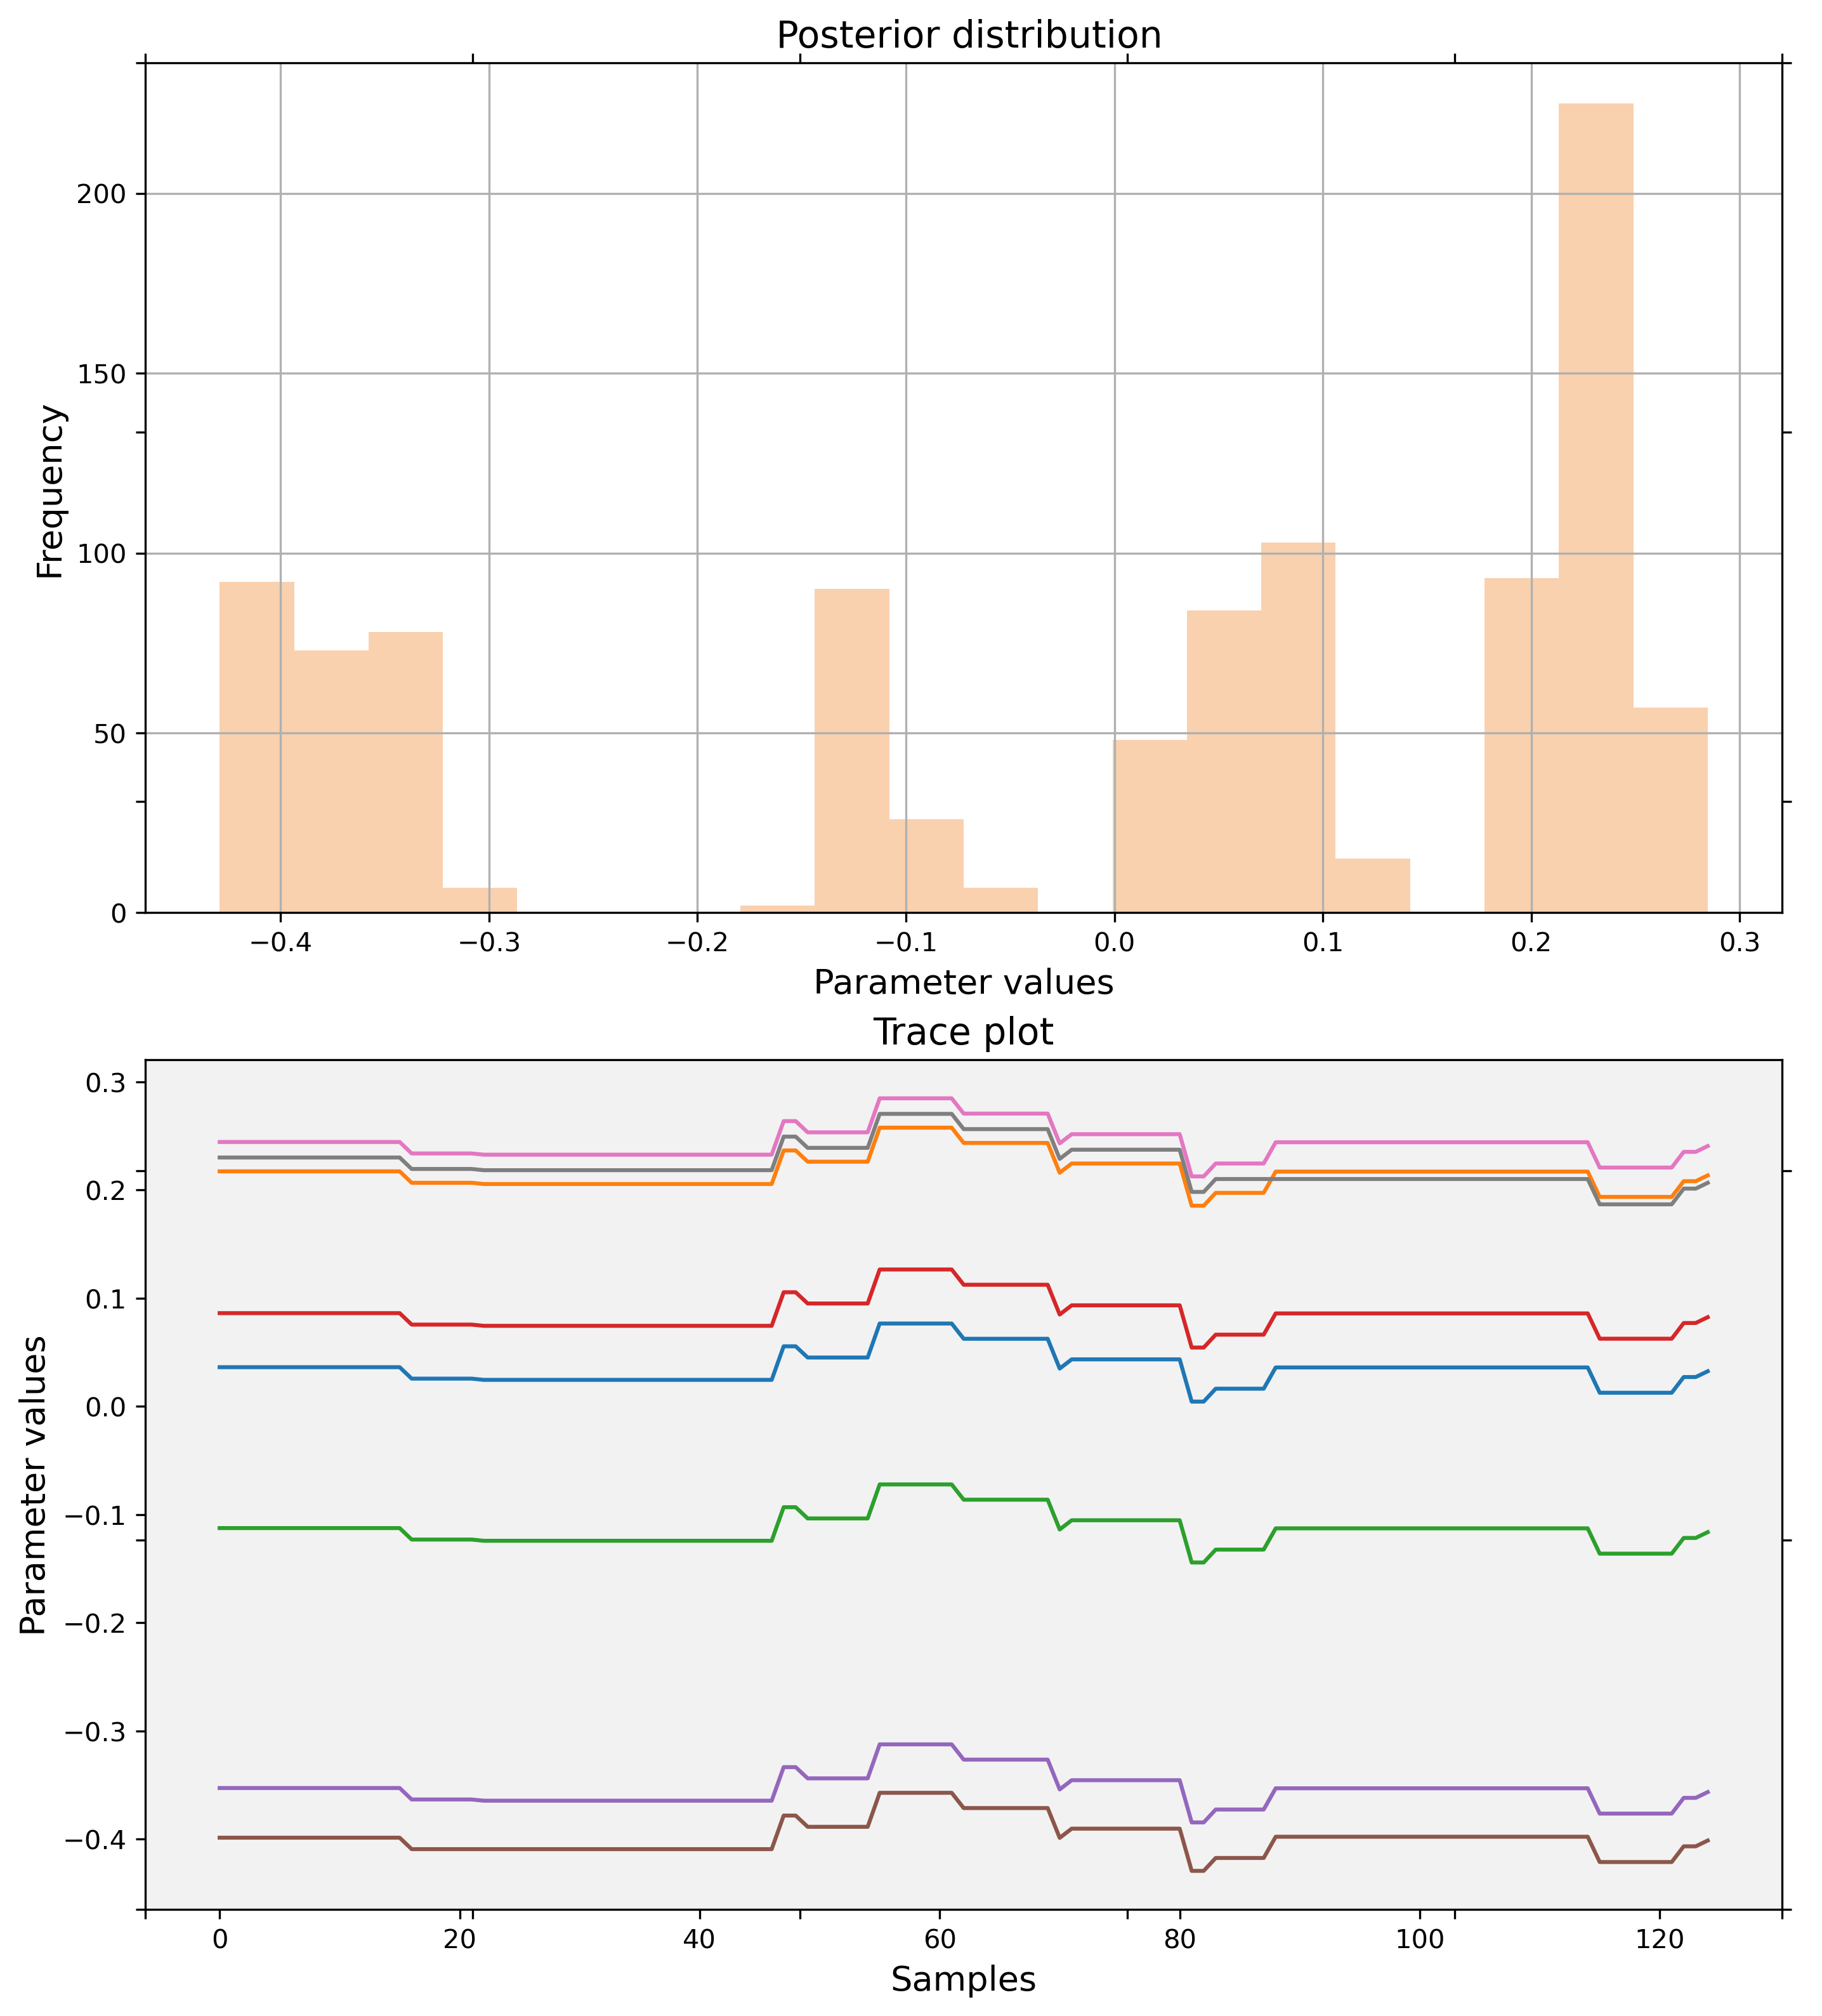 Posterior distribution
200
150
100
50
0
Frequency
−0.4 −0.3 −0.2 −0.1 0.0 0.1 0.2 0.3
Parameter values
Trace plot
0.3
0.2
0.1
0.0
−0.1
−0.2
−0.3
−0.4
Parameter values
0 20 40 60 80 100 120
Samples